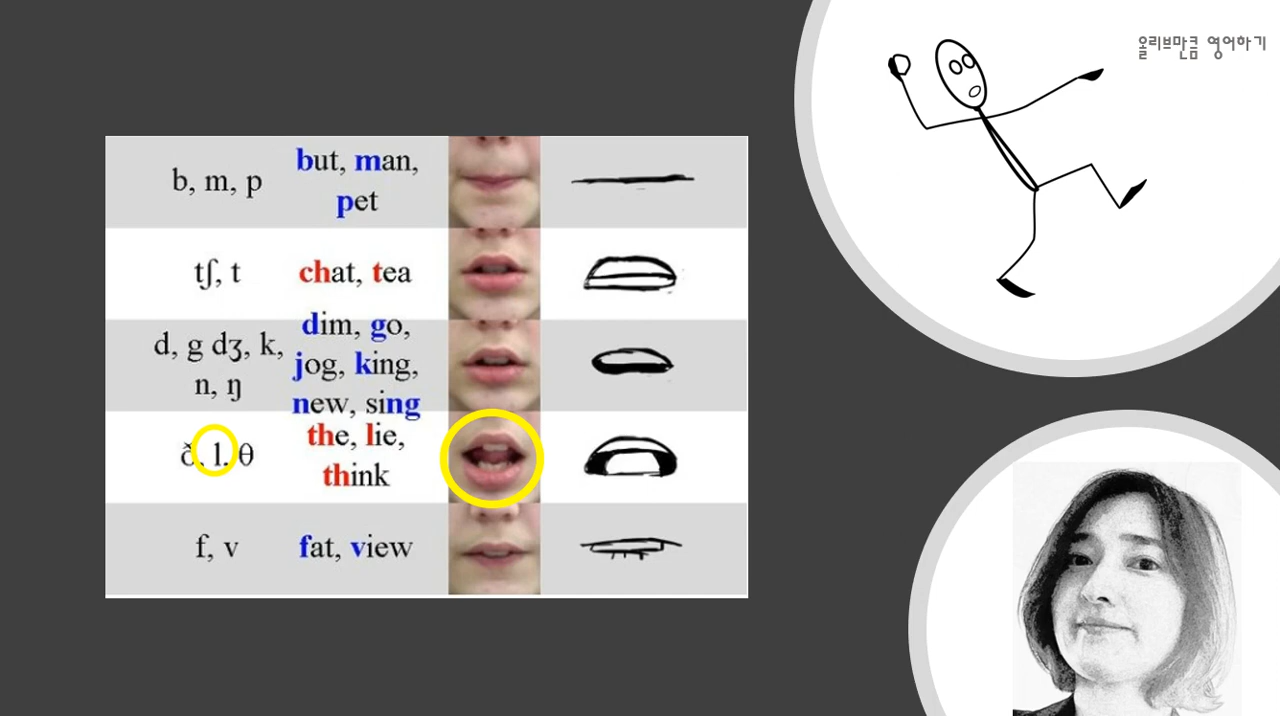 올리브만큼 영어하기
b, m, p
but, man,
pet
tʃ, t
chat, tea
d, g dʒ, k,
n, ŋ
dim, go,
jog, king,
new, sing
ð, l, θ
the, lie,
think
f, v
fat, view